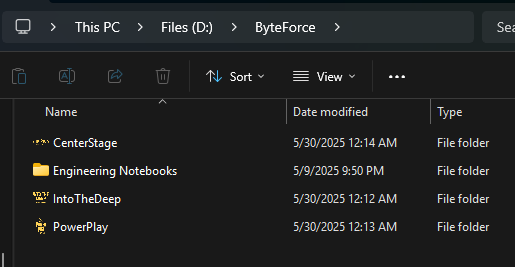 This PC > Files (D:) > ByteForce >
Sort View
Name Date modified Type
CenterStage 5/30/2025 12:14 AM File folder
Engineering Notebooks 5/9/2025 9:50 PM File folder
IntoTheDeep 5/30/2025 12:12 AM File folder
PowerPlay 5/30/2025 12:13 AM File folder